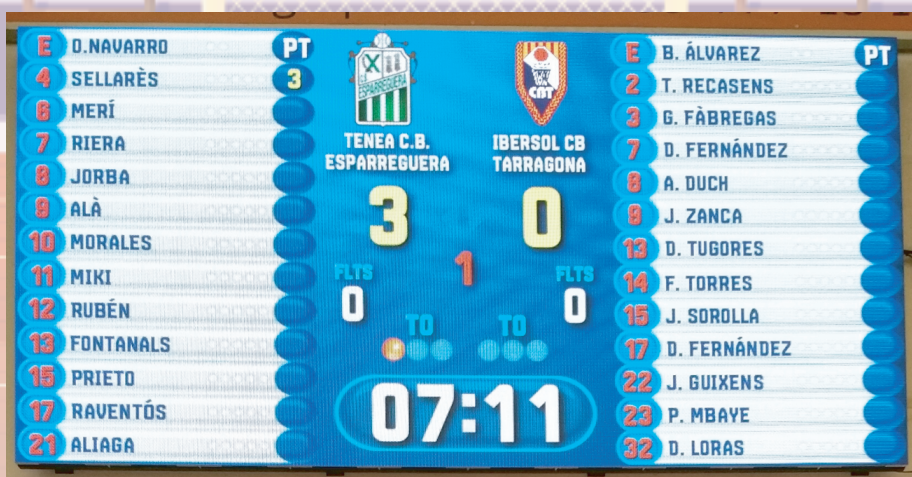 E O.NAVARRO PT
4 SELLARÈS 3
6 MERÍ
7 RIERA
8 JORBA
9 ALÀ
10 MORALES
11 MIKI
12 RUBÉN
13 FONTANALS
15 PRIETO
17 RAVENTÓS
21 ALIAGA
ESPARREGUERA
CBT
TENEA C.B.
ESPARREGUERA
IBERSOL CB
TARRAGONA
3 0
1
FLTS FLTS
0 0
TO TO
07:11
E B. ÁLVAREZ PT
2 T. RECASENS
3 G. FÀBREGAS
7 D. FERNÁNDEZ
8 A. DUCH
9 J. ZANCA
13 D. TUGORES
14 F. TORRES
15 J. SOROLLA
17 D. FERNÁNDEZ
22 J. GUIXENS
23 P. MBAYE
32 D. LORAS